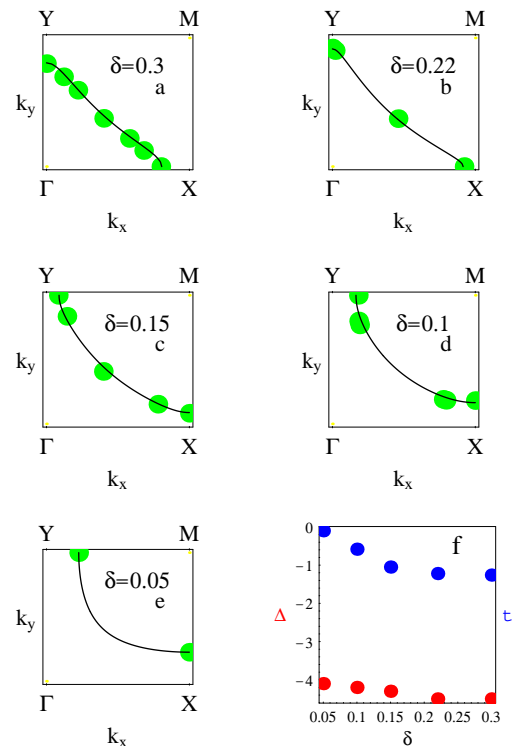 Y M Y M
δ=0.3 δ=0.22
a b
k_y k_y
Γ X Γ X
k_x k_x
Y M Y M
δ=0.15 δ=0.1
c d
k_y k_y
Γ X Γ X
k_x k_x
Y M
δ=0.05
e
k_y
Γ X
k_x
f
0
-1
-2
-3
-4
Δ t
0.05 0.1 0.15 0.2 0.25 0.3
δ